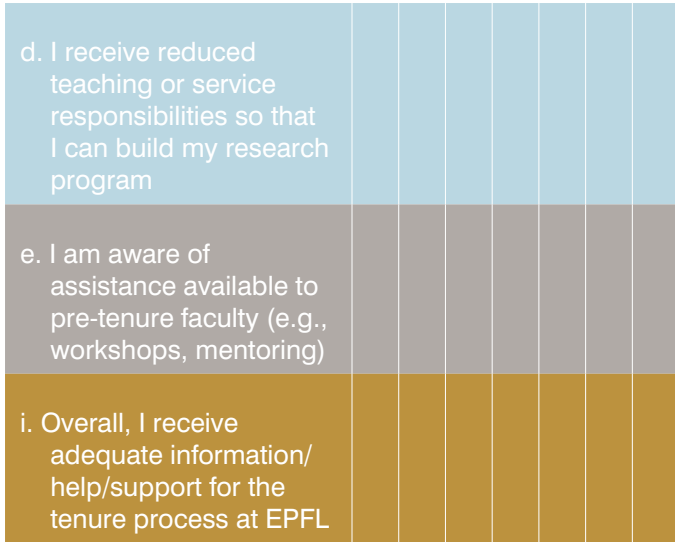 d. I receive reduced
teaching or service
responsibilities so that
I can build my research
program
e. I am aware of
assistance available to
pre-tenure faculty (e.g.,
workshops, mentoring)
i. Overall, I receive
adequate information/
help/support for the
tenure process at EPFL